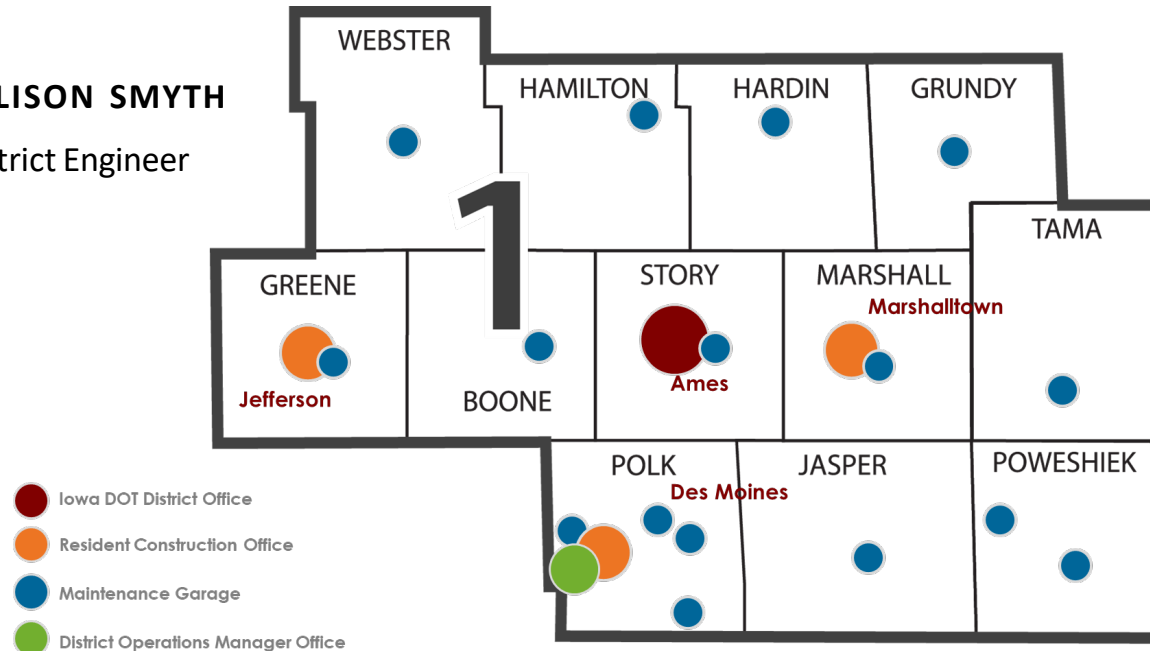 WEBSTER
LISON SMYTH
HAMILTON
HARDIN
GRUNDY
trict Engineer
1
TAMA
GREENE
STORY
MARSHALL
Marshalltown
Jefferson
BOONE
Ames
POLK
JASPER
POWESHIEK
Des Moines
Iowa DOT District Office
Resident Construction Office
Maintenance Garage
District Operations Manager Office